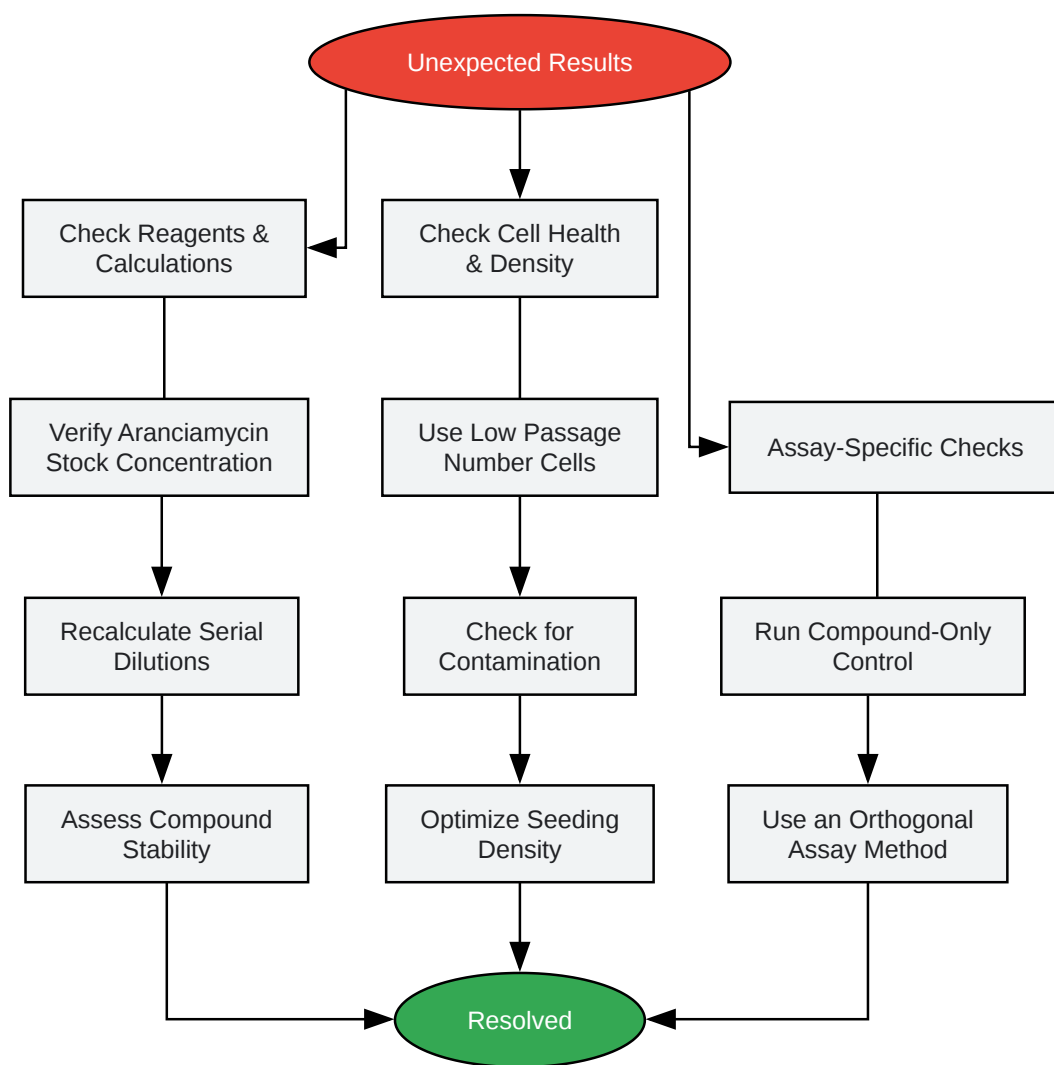 Unexpected Results
Check Reagents &
Calculations
Check Cell Health
& Density
Verify Aranciamycin
Stock Concentration
Use Low Passage
Number Cells
Assay-Specific Checks
Recalculate Serial
Dilutions
Check for
Contamination
Run Compound-Only
Control
Assess Compound
Stability
Optimize Seeding
Density
Use an Orthogonal
Assay Method
Resolved